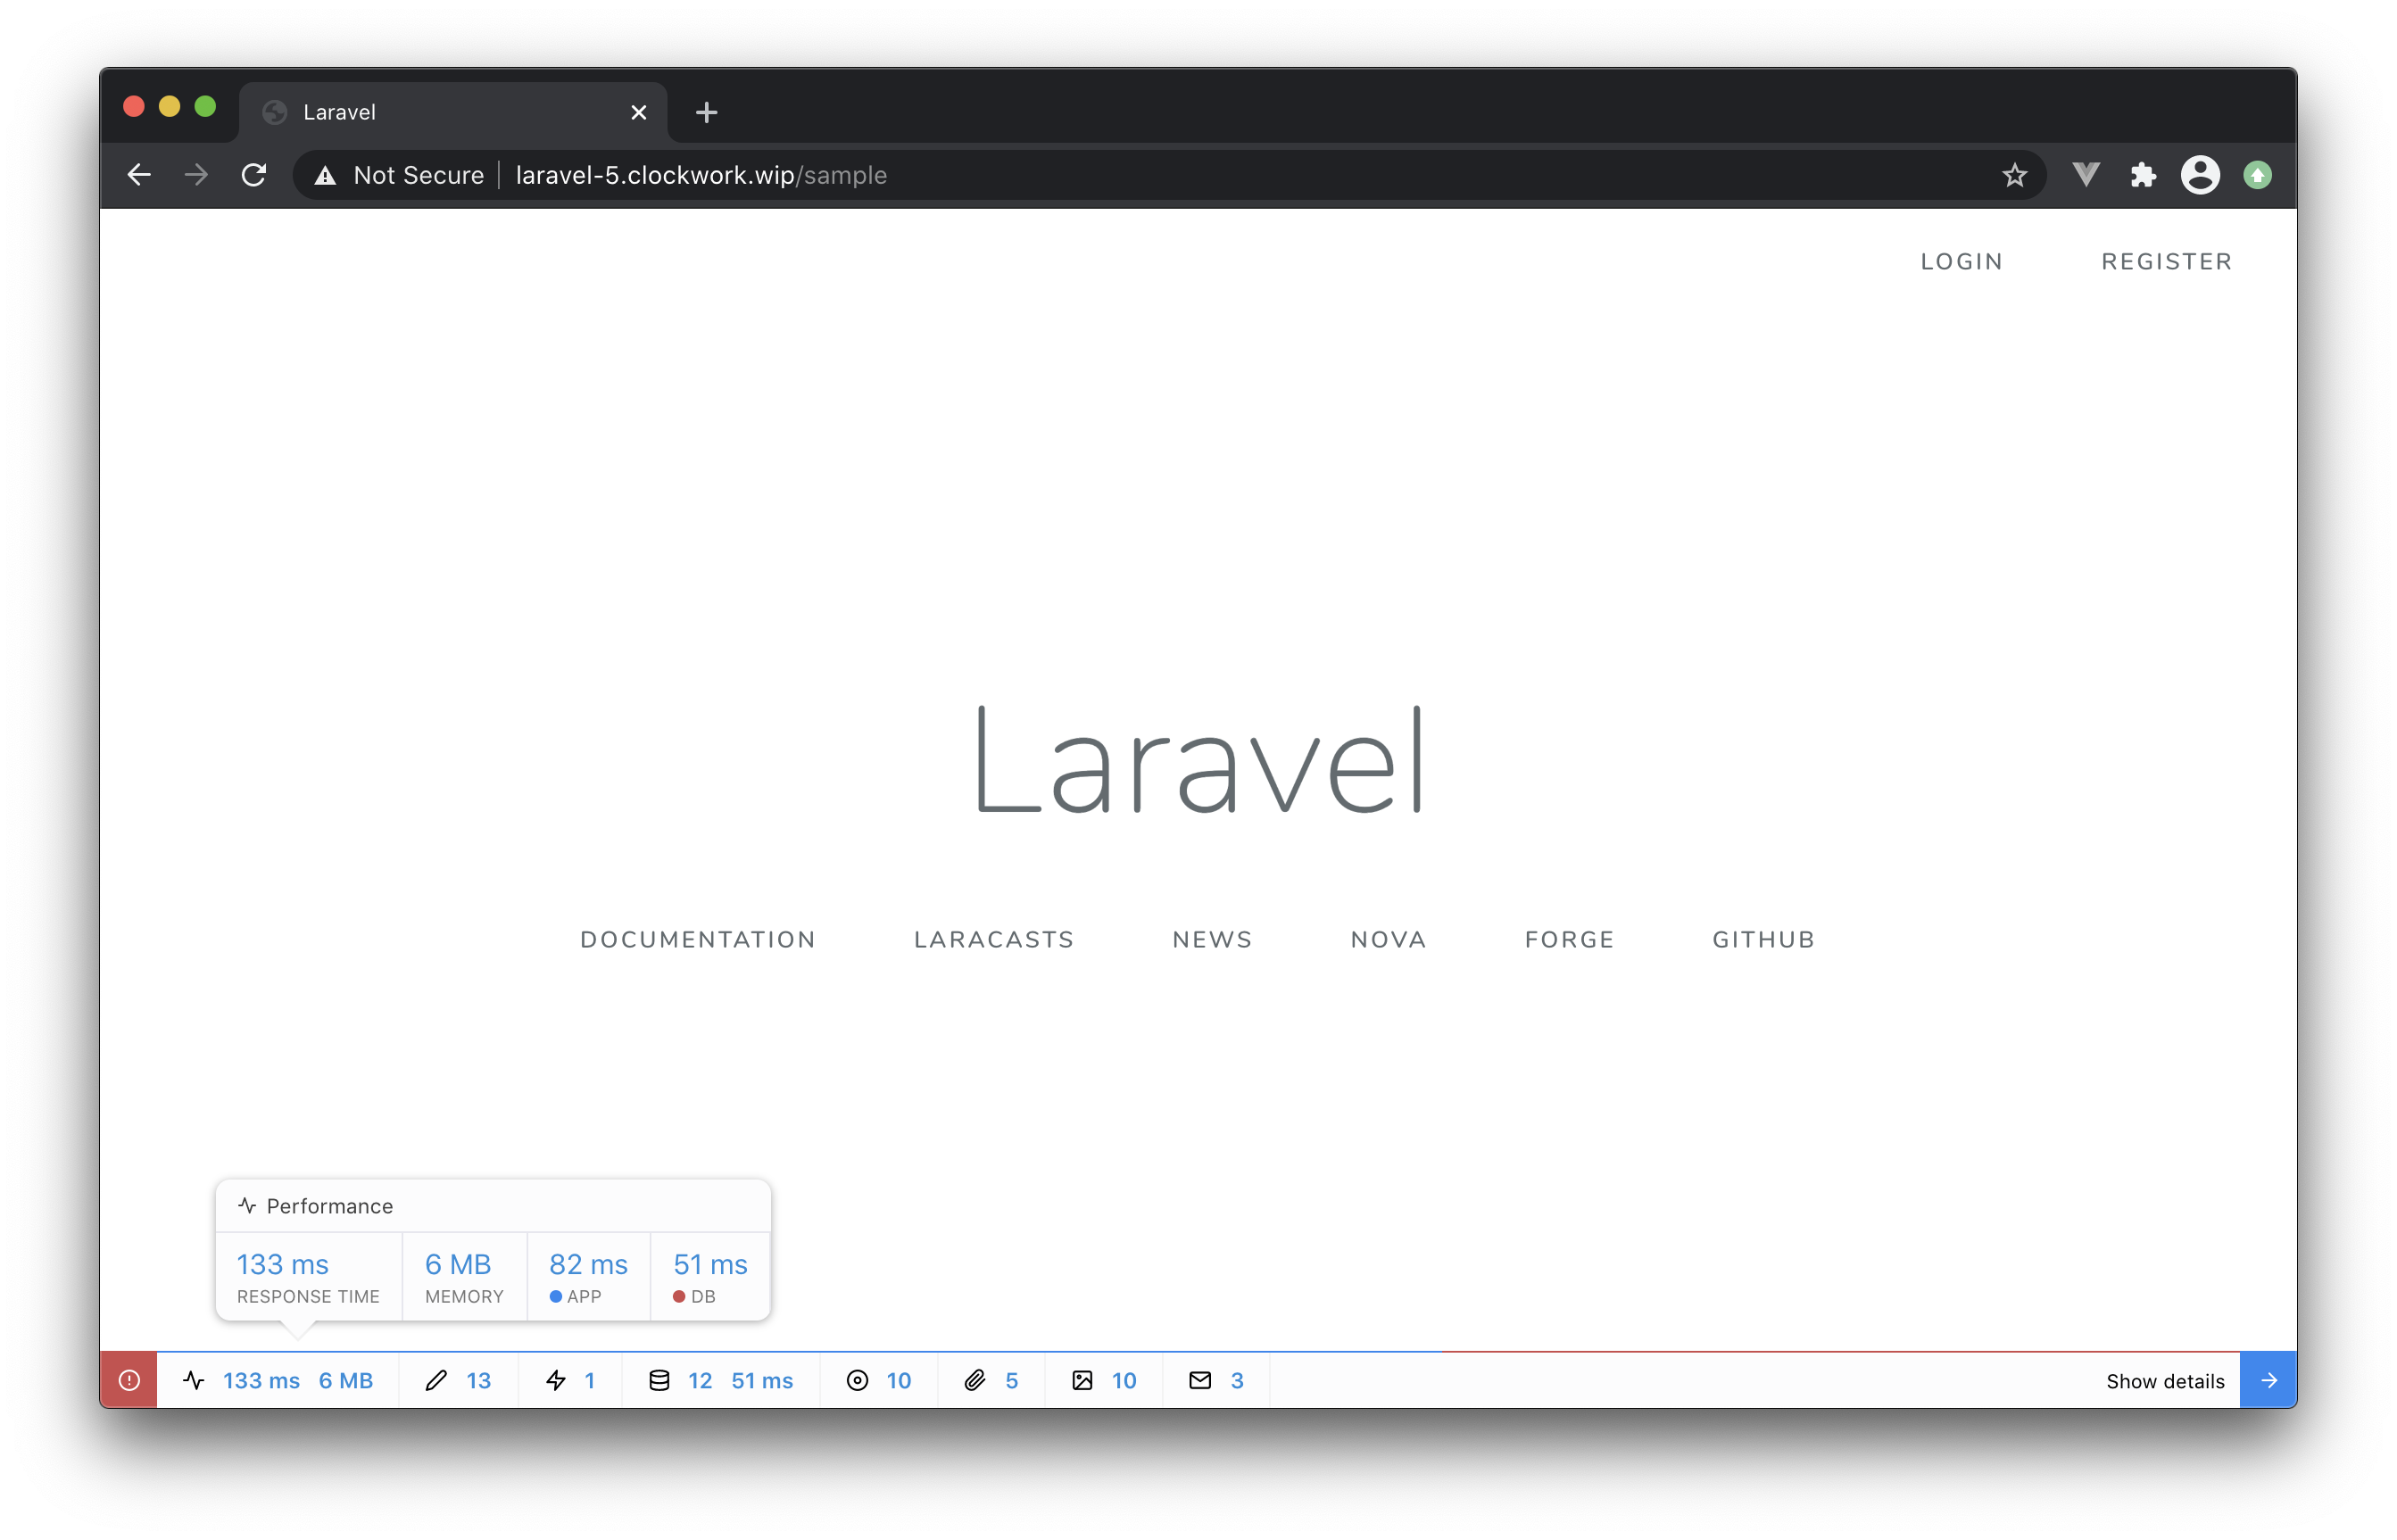 Laravel
Not Secure laravel-5.clockwork.wip/sample
LOGIN REGISTER
Laravel
DOCUMENTATION LARACASTS NEWS NOVA FORGE GITHUB
Performance
133 ms 6 MB 82 ms 51 ms
RESPONSE TIME MEMORY APP DB
133 ms 6 MB 13 1 12 51 ms 10 5 10 3 Show details